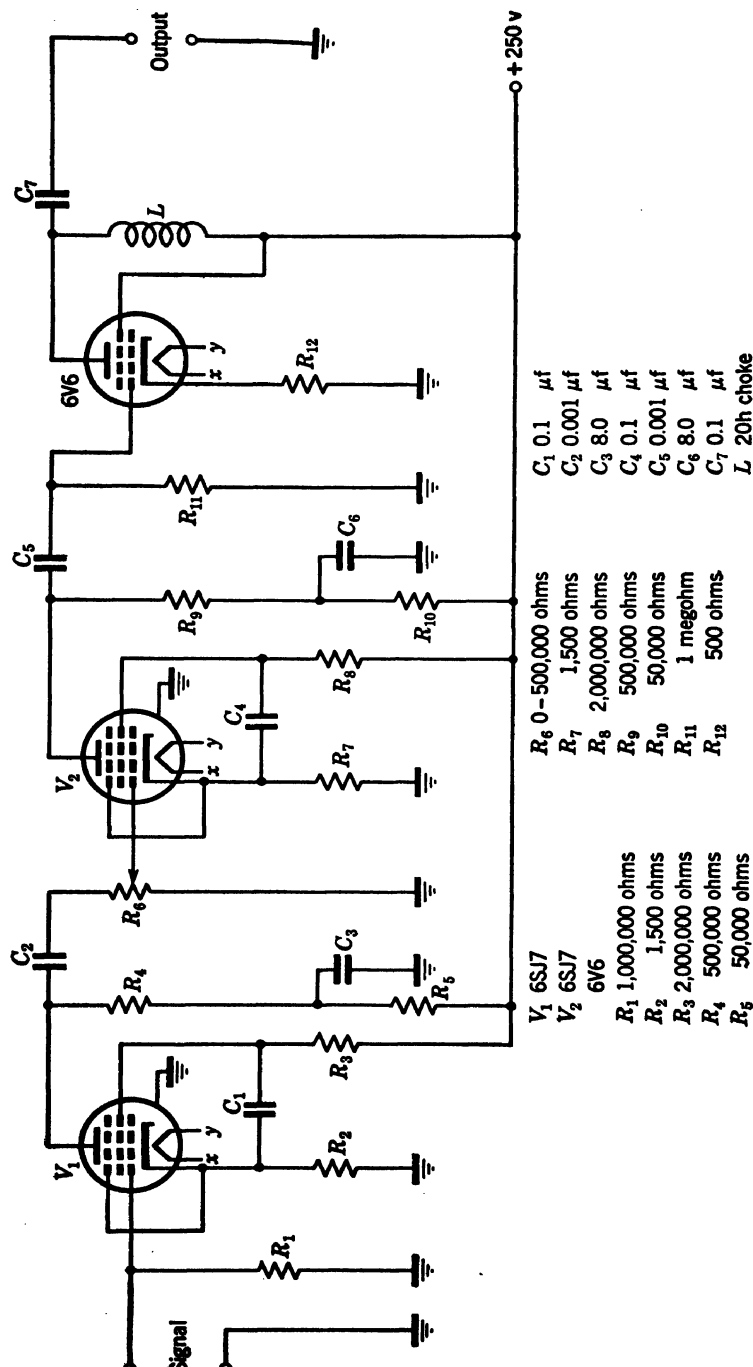 Signal
R1
V1
x y
R2
C1
R3
C2
R4
C3
R5
R6
V2
x y
R7
C4
R8
C5
R9
C6
R10
R11
6V6
x y
R12
L
C7
Output
+ 250 v
V1 6SJ7
V2 6SJ7
6V6
R1 1,000,000 ohms
R2 1,500 ohms
R3 2,000,000 ohms
R4 500,000 ohms
R5 50,000 ohms
R6 0–500,000 ohms
R7 1,500 ohms
R8 2,000,000 ohms
R9 500,000 ohms
R10 50,000 ohms
R11 1 megohm
R12 500 ohms
C1 0.1 μf
C2 0.001 μf
C3 8.0 μf
C4 0.1 μf
C5 0.001 μf
C6 8.0 μf
C7 0.1 μf
L 20h choke